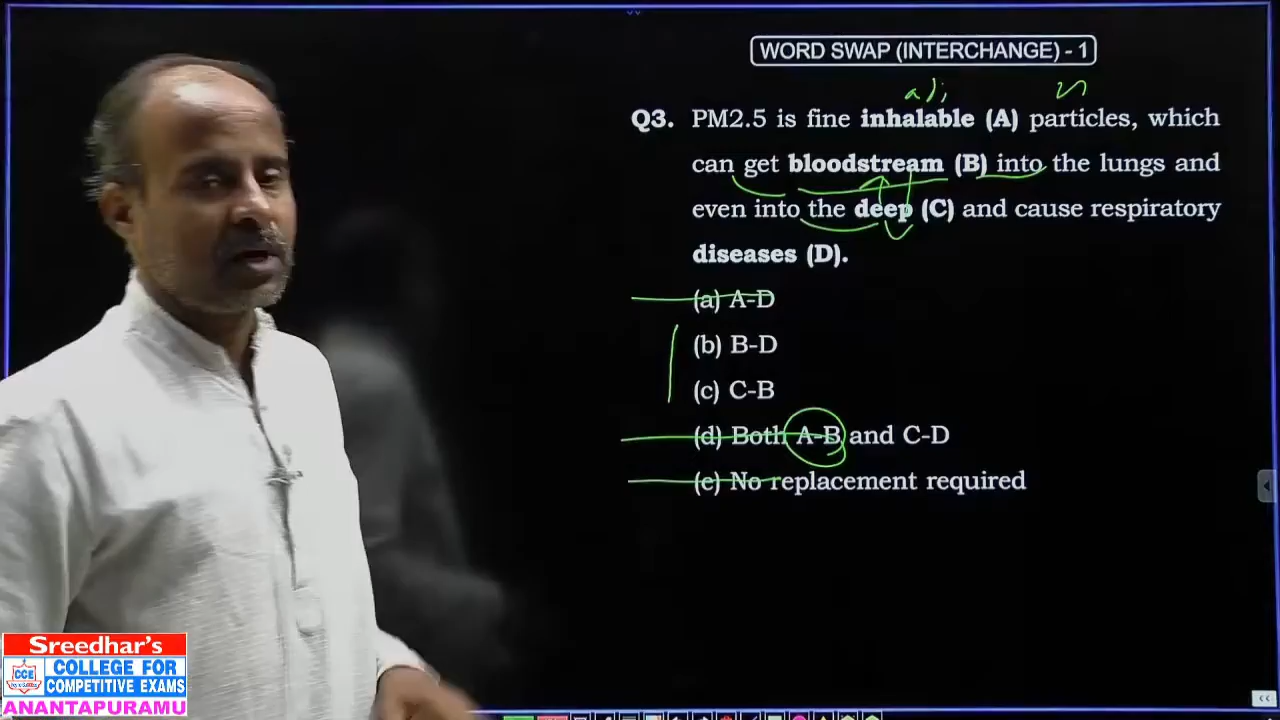 WORD SWAP (INTERCHANGE) - 1
adj n
Q3. PM2.5 is fine inhalable (A) particles, which
can get bloodstream (B) into the lungs and
even into the deep (C) and cause respiratory
diseases (D).
(a) A-D
(b) B-D
(c) C-B
(d) Both A-B and C-D
(e) No replacement required
Sreedhar's
CCE
COLLEGE FOR
COMPETITIVE EXAMS
ANANTAPURAMU